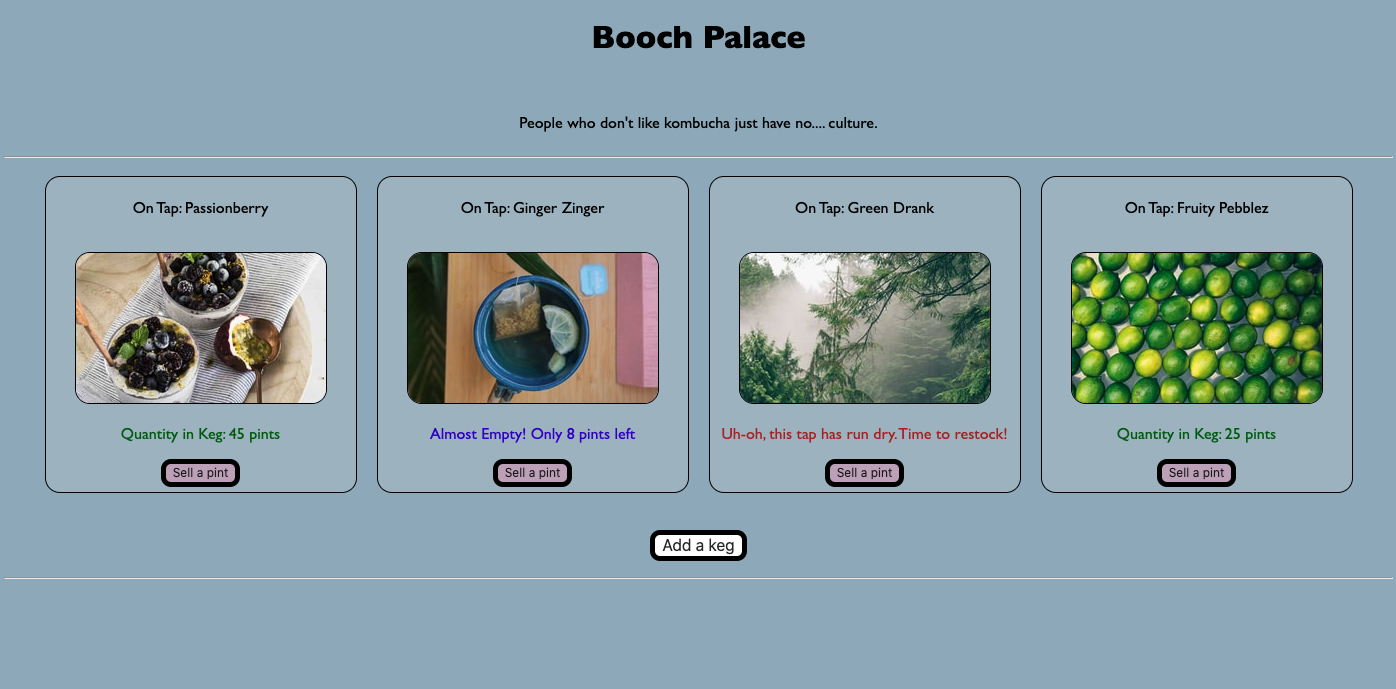 Booch Palace
People who don't like kombucha just have no.... culture.
On Tap: Passionberry
Quantity in Keg: 45 pints
Sell a pint
On Tap: Ginger Zinger
Almost Empty! Only 8 pints left
Sell a pint
On Tap: Green Drank
Uh-oh, this tap has run dry.Time to restock!
Sell a pint
On Tap: Fruity Pebblez
Quantity in Keg: 25 pints
Sell a pint
Add a keg